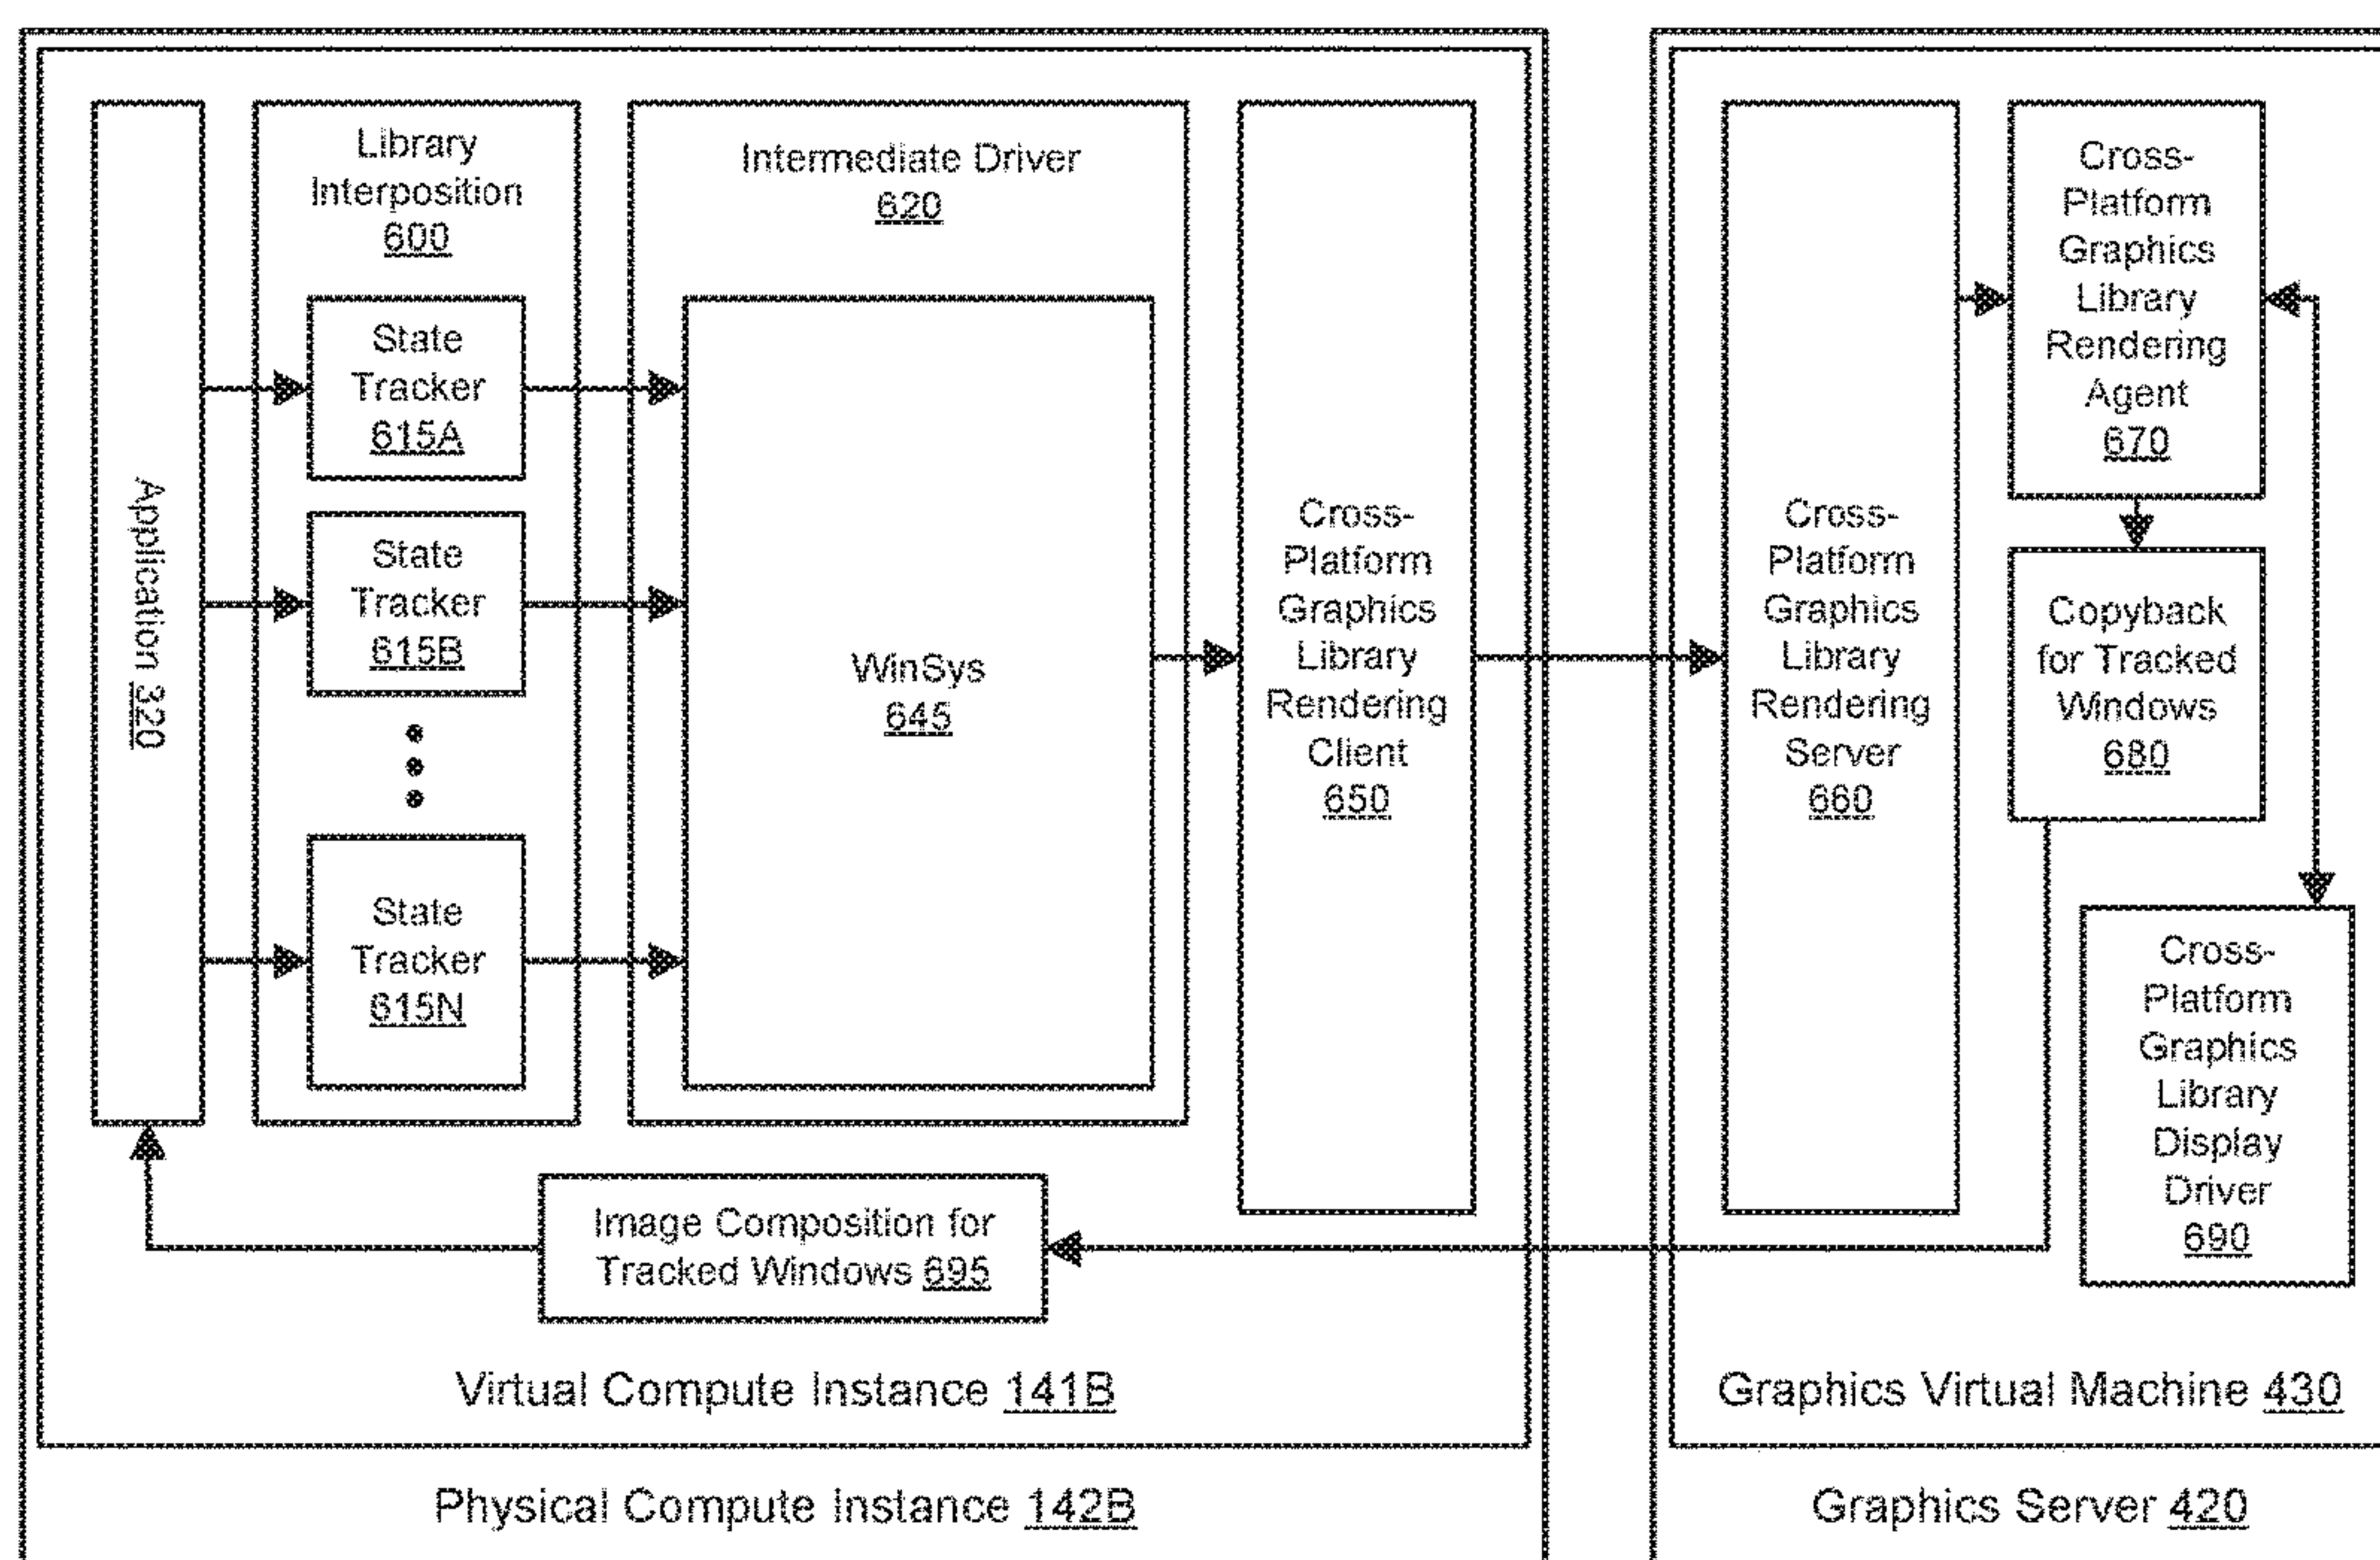 Application 320
Library
Interposition
600
State
Tracker
615A
State
Tracker
615B
State
Tracker
615N
Intermediate Driver
620
WinSys
645
Cross-
Platform
Graphics
Library
Rendering
Client
650
Image Composition for
Tracked Windows 695
Virtual Compute Instance 141B
Physical Compute Instance 142B
Cross-
Platform
Graphics
Library
Rendering
Server
660
Cross-
Platform
Graphics
Library
Rendering
Agent
670
Copyback
for Tracked
Windows
680
Cross-
Platform
Graphics
Library
Display
Driver
690
Graphics Virtual Machine 430
Graphics Server 420